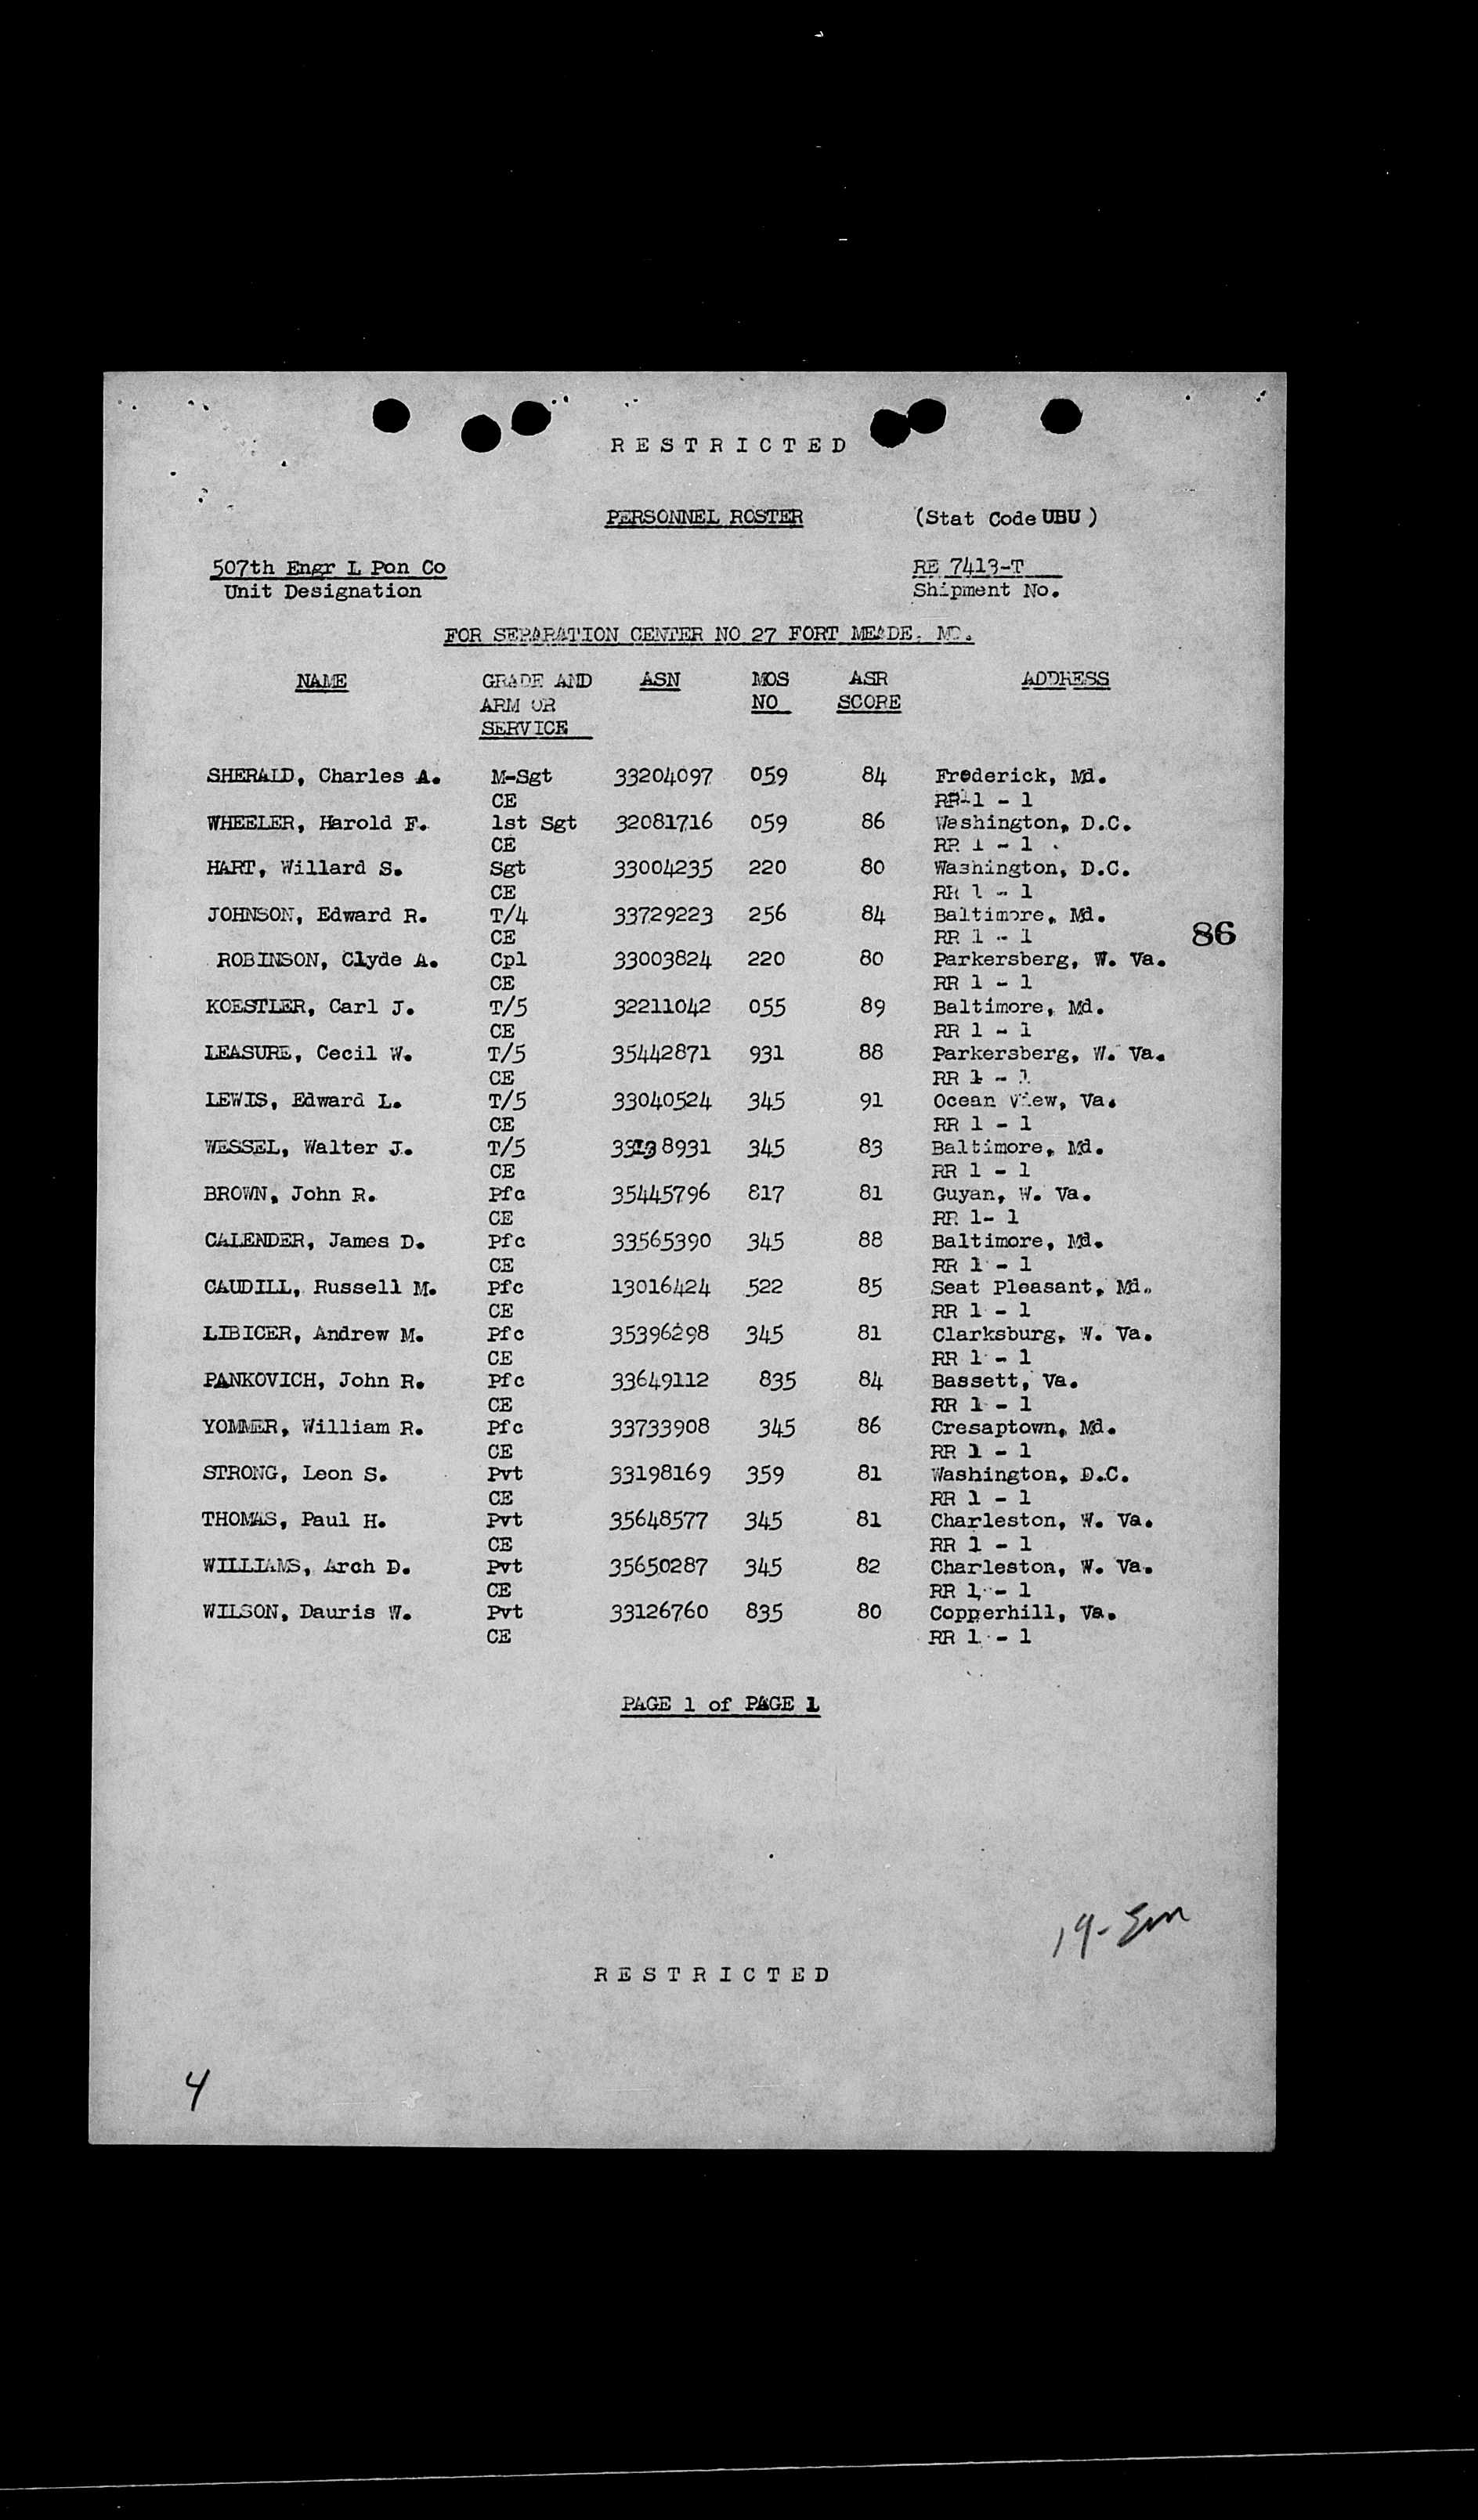 RESTRICTED
PERSONNEL ROSTER (Stat Code UBU )
507th Engr L Pon Co RE 7413-T
Unit Designation Shipment No.
FOR SEPARATION CENTER NO 27 FORT MEADE, MD.
NAME GRADE AND ASN MOS ASR ADDRESS
ARM OR NO SCORE
SERVICE
SHERALD, Charles A. M-Sgt 33204097 059 84 Frederick, Md.
CE RR 1 - 1
WHEELER, Harold F. 1st Sgt 32081716 059 86 Washington, D.C.
CE RR 1 - 1
HART, Willard S. Sgt 33004235 220 80 Washington, D.C.
CE RR 1 - 1
JOHNSON, Edward R. T/4 33729223 256 84 Baltimore, Md.
CE RR 1 - 1
86
ROBINSON, Clyde A. Cpl 33003824 220 80 Parkersberg, W. Va.
CE RR 1 - 1
KOESTLER, Carl J. T/5 32211042 055 89 Baltimore, Md.
CE RR 1 - 1
LEASURE, Cecil W. T/5 35442871 931 88 Parkersberg, W. Va.
CE RR 1 - 1
LEWIS, Edward L. T/5 33040524 345 91 Ocean View, Va.
CE RR 1 - 1
WESSEL, Walter J. T/5 345 83 Baltimore, Md.
CE RR 1 - 1
BROWN, John R. Pfc 35445796 817 81 Guyan, W. Va.
CE RR 1- 1
CALENDER, James D. Pfc 33565390 345 88 Baltimore, Md.
CE RR 1 - 1
CAUDILL, Russell M. Pfc 13016424 522 85 Seat Pleasant, Md.
CE RR 1 - 1
LIBICER, Andrew M. Pfc 35396298 345 81 Clarksburg, W. Va.
CE RR 1 - 1
PANKOVICH, John R. Pfc 33649112 835 84 Bassett, Va.
CE RR 1 - 1
YOMMER, William R. Pfc 33733908 345 86 Cresaptown, Md.
CE RR 1 - 1
STRONG, Leon S. Pvt 33198169 359 81 Washington, D.C.
CE RR 1 - 1
THOMAS, Paul H. Pvt 35648577 345 81 Charleston, W. Va.
CE RR 1 - 1
WILLIAMS, Arch D. Pvt 35650287 345 82 Charleston, W. Va.
CE RR 1 - 1
WILSON, Dauris W. Pvt 33126760 835 80 Copperhill, Va.
CE RR 1 - 1
PAGE 1 of PAGE 1
19-Em
RESTRICTED
4